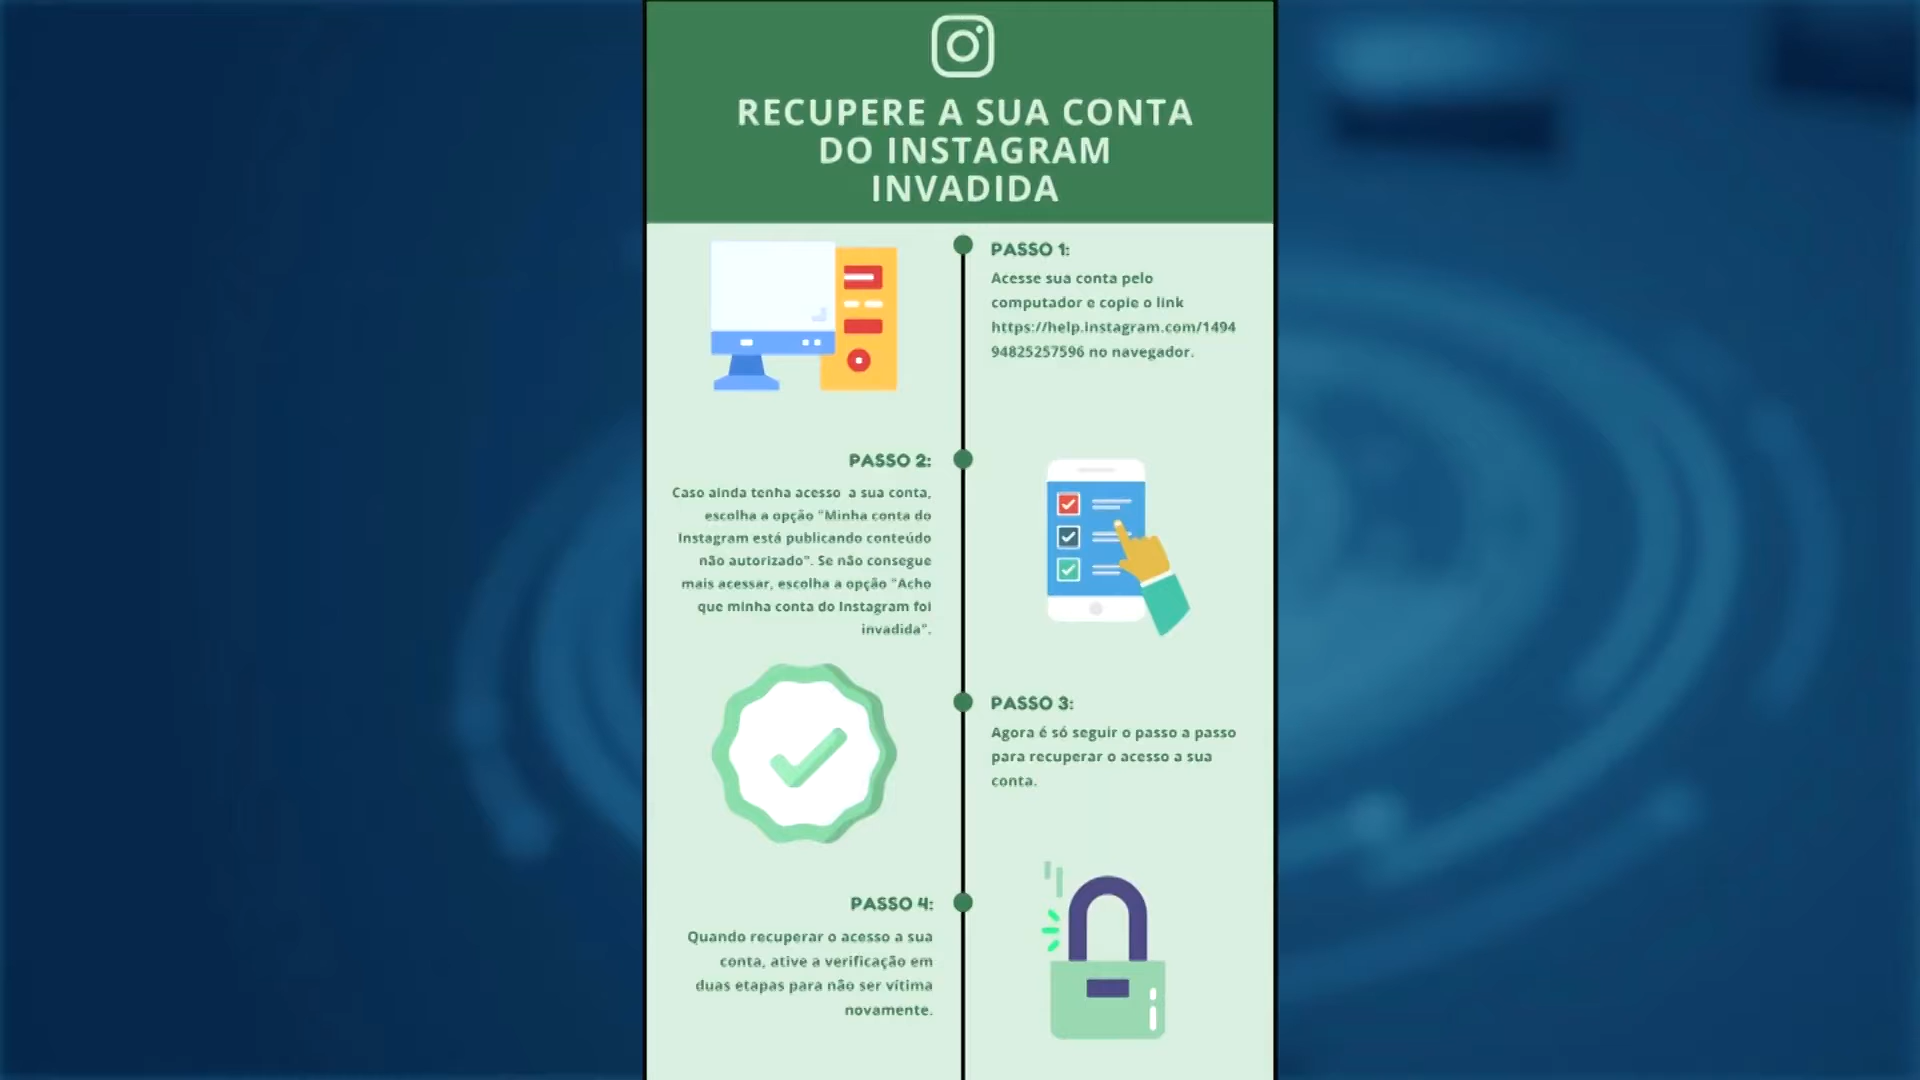 RECUPERE A SUA CONTA
DO INSTAGRAM
INVADIDA
PASSO 1:
Acesse sua conta pelo
computador e copie o link
https://help.instagram.com/1494
94825257596 no navegador.
PASSO 2:
Caso ainda tenha acesso a sua conta,
escolha a opção "Minha conta do
Instagram está publicando conteúdo
não autorizado". Se não consegue
mais acessar, escolha a opção "Acho
que minha conta do Instagram foi
invadida".
PASSO 3:
Agora é só seguir o passo a passo
para recuperar o acesso a sua
conta.
PASSO 4:
Quando recuperar o acesso a sua
conta, ative a verificação em
duas etapas para não ser vítima
novamente.